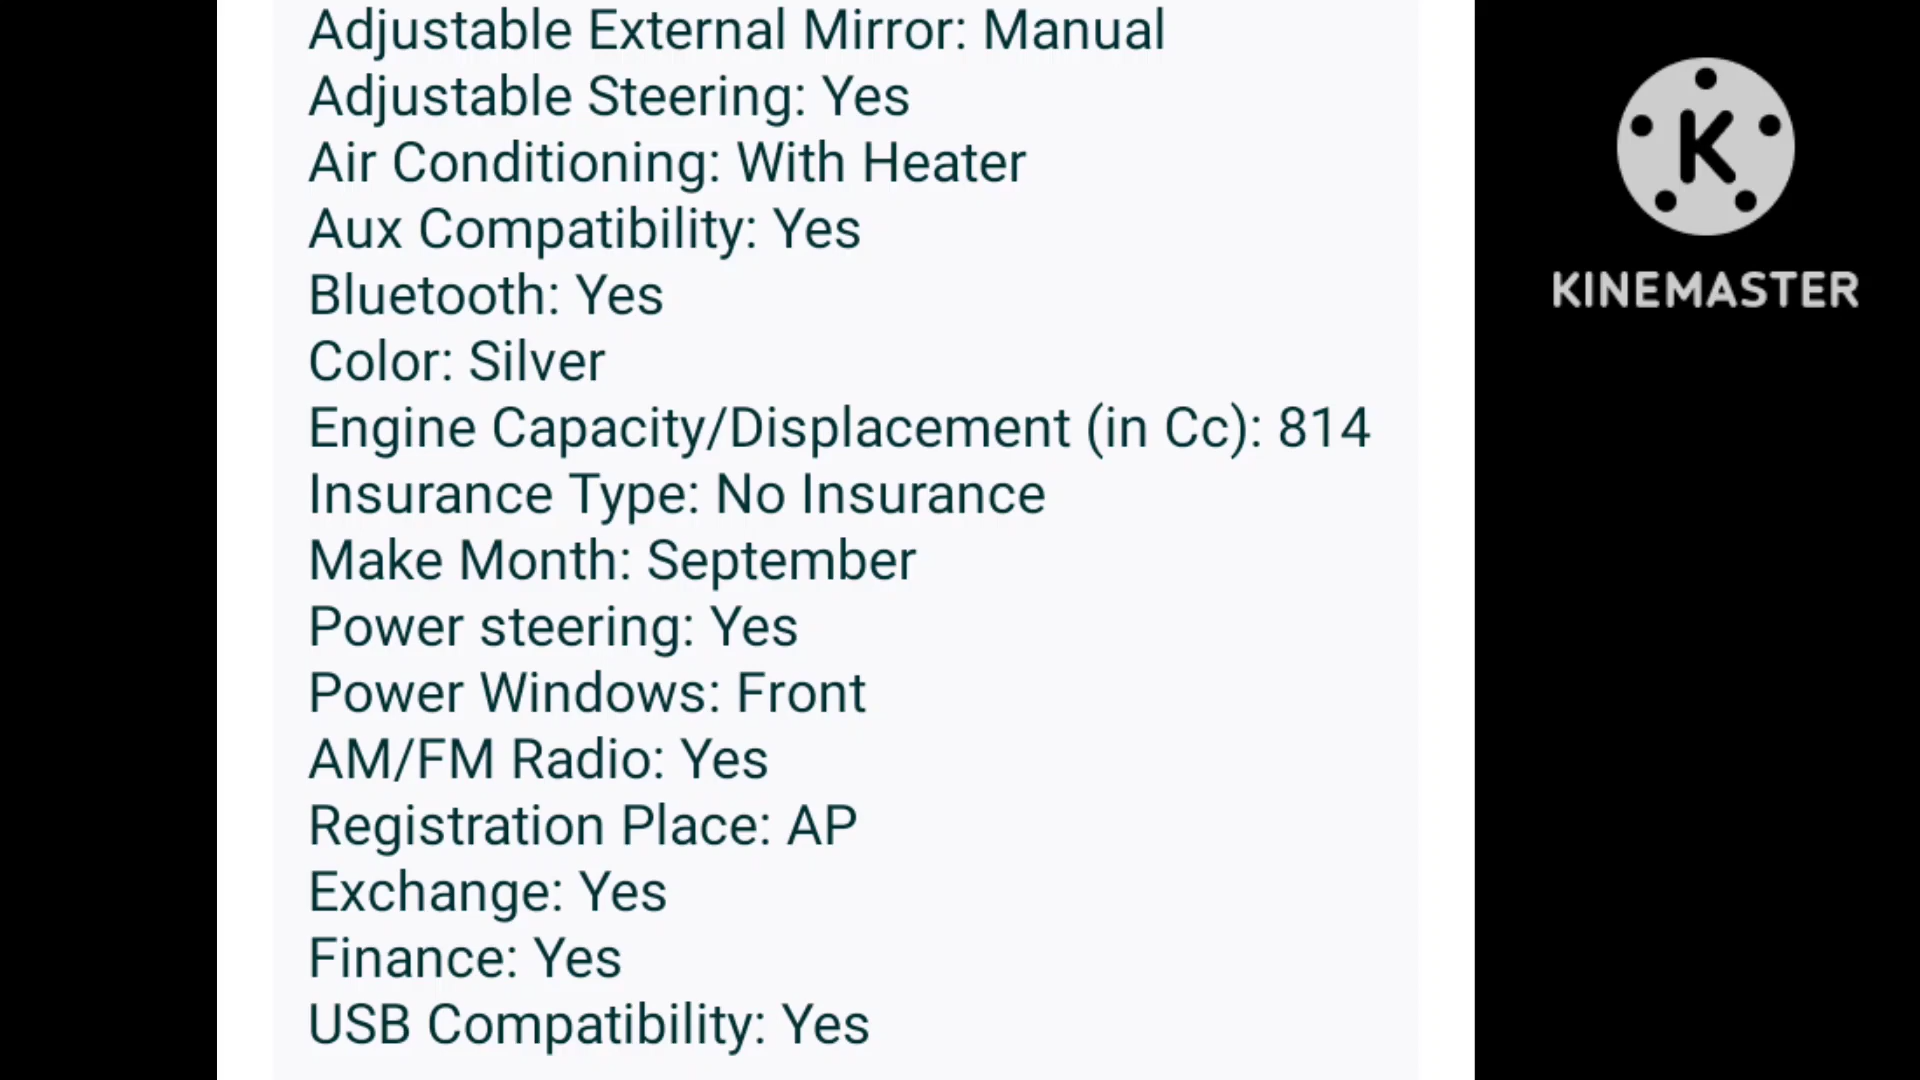 Adjustable External Mirror: Manual
Adjustable Steering: Yes
Air Conditioning: With Heater
Aux Compatibility: Yes
Bluetooth: Yes
Color: Silver
Engine Capacity/Displacement (in Cc): 814
Insurance Type: No Insurance
Make Month: September
Power steering: Yes
Power Windows: Front
AM/FM Radio: Yes
Registration Place: AP
Exchange: Yes
Finance: Yes
USB Compatibility: Yes
K
KINEMASTER